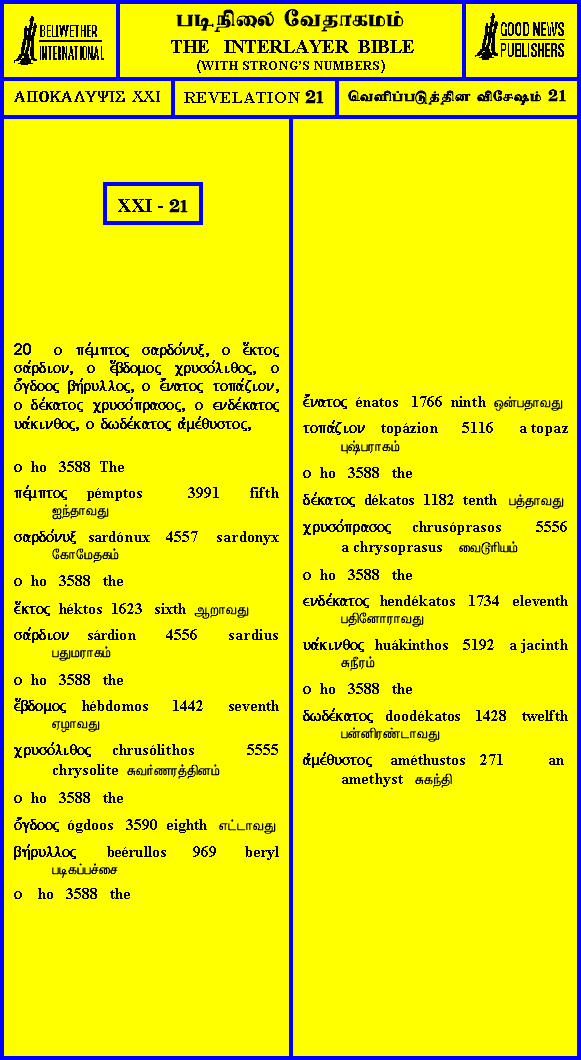 BELLWETHER
INTERNATIONAL
படிநிலை வேதாகமம்
THE INTERLAYER BIBLE
(WITH STRONG'S NUMBERS)
GOOD NEWS
PUBLISHERS
ΑΠΟΚΑΛΥΨΙΣ XXI
REVELATION 21
வெளிப்படுத்தின விசேஷம் 21
XXI - 21
20 ο πέμπτος σαρδόνυξ, ο ἕκτος
σάρδιον, ο ἕβδομος χρυσόλιθος, ο
ὄγδοος βήρυλλος, ο ἔνατος τοπάζιον,
ο δέκατος χρυσόπρασος, ο ενδέκατος
υάκινθος, ο δωδέκατος ἀμέθυστος,
ο ho 3588 The
πέμπτος pémptos 3991 fifth
ஐந்தாவது
σαρδόνυξ sardónux 4557 sardonyx
கோமேதகம்
ο ho 3588 the
ἕκτος héktos 1623 sixth ஆறாவது
σάρδιον sárdion 4556 sardius
பதுமராகம்
ο ho 3588 the
ἕβδομος hébdomos 1442 seventh
ஏழாவது
χρυσόλιθος chrusólithos 5555
chrysolite சுவர்ணரத்தினம்
ο ho 3588 the
ὄγδοος ógdoos 3590 eighth எட்டாவது
βήρυλλος beérullos 969 beryl
படிகப்பச்சை
ο ho 3588 the
ἔνατος énatos 1766 ninth ஒன்பதாவது
τοπάζιον topázion 5116 a topaz
புஷ்பராகம்
ο ho 3588 the
δέκατος dékatos 1182 tenth பத்தாவது
χρυσόπρασος chrusóprasos 5556
a chrysoprasus வைடூரியம்
ο ho 3588 the
ενδέκατος hendékatos 1734 eleventh
பதினோராவது
υάκινθος huákinthos 5192 a jacinth
சுநீரம்
ο ho 3588 the
δωδέκατος doodékatos 1428 twelfth
பன்னிரண்டாவது
ἀμέθυστος améthustos 271 an
amethyst சுகந்தி